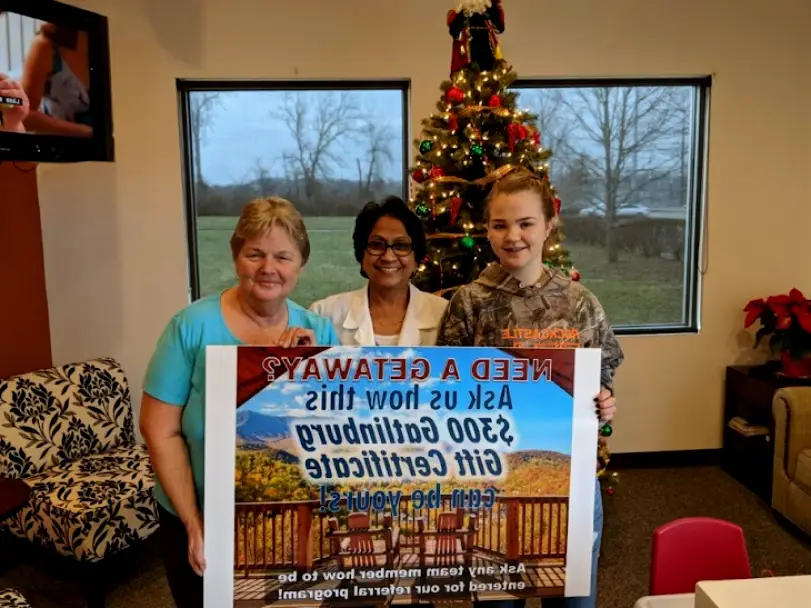 NEED A GETAWAY?
Ask us how this
$300 Gatlinburg
Gift Certificate
can be yours!
Ask any team member how to be
entered for our referral program!
ROCKCASTLE